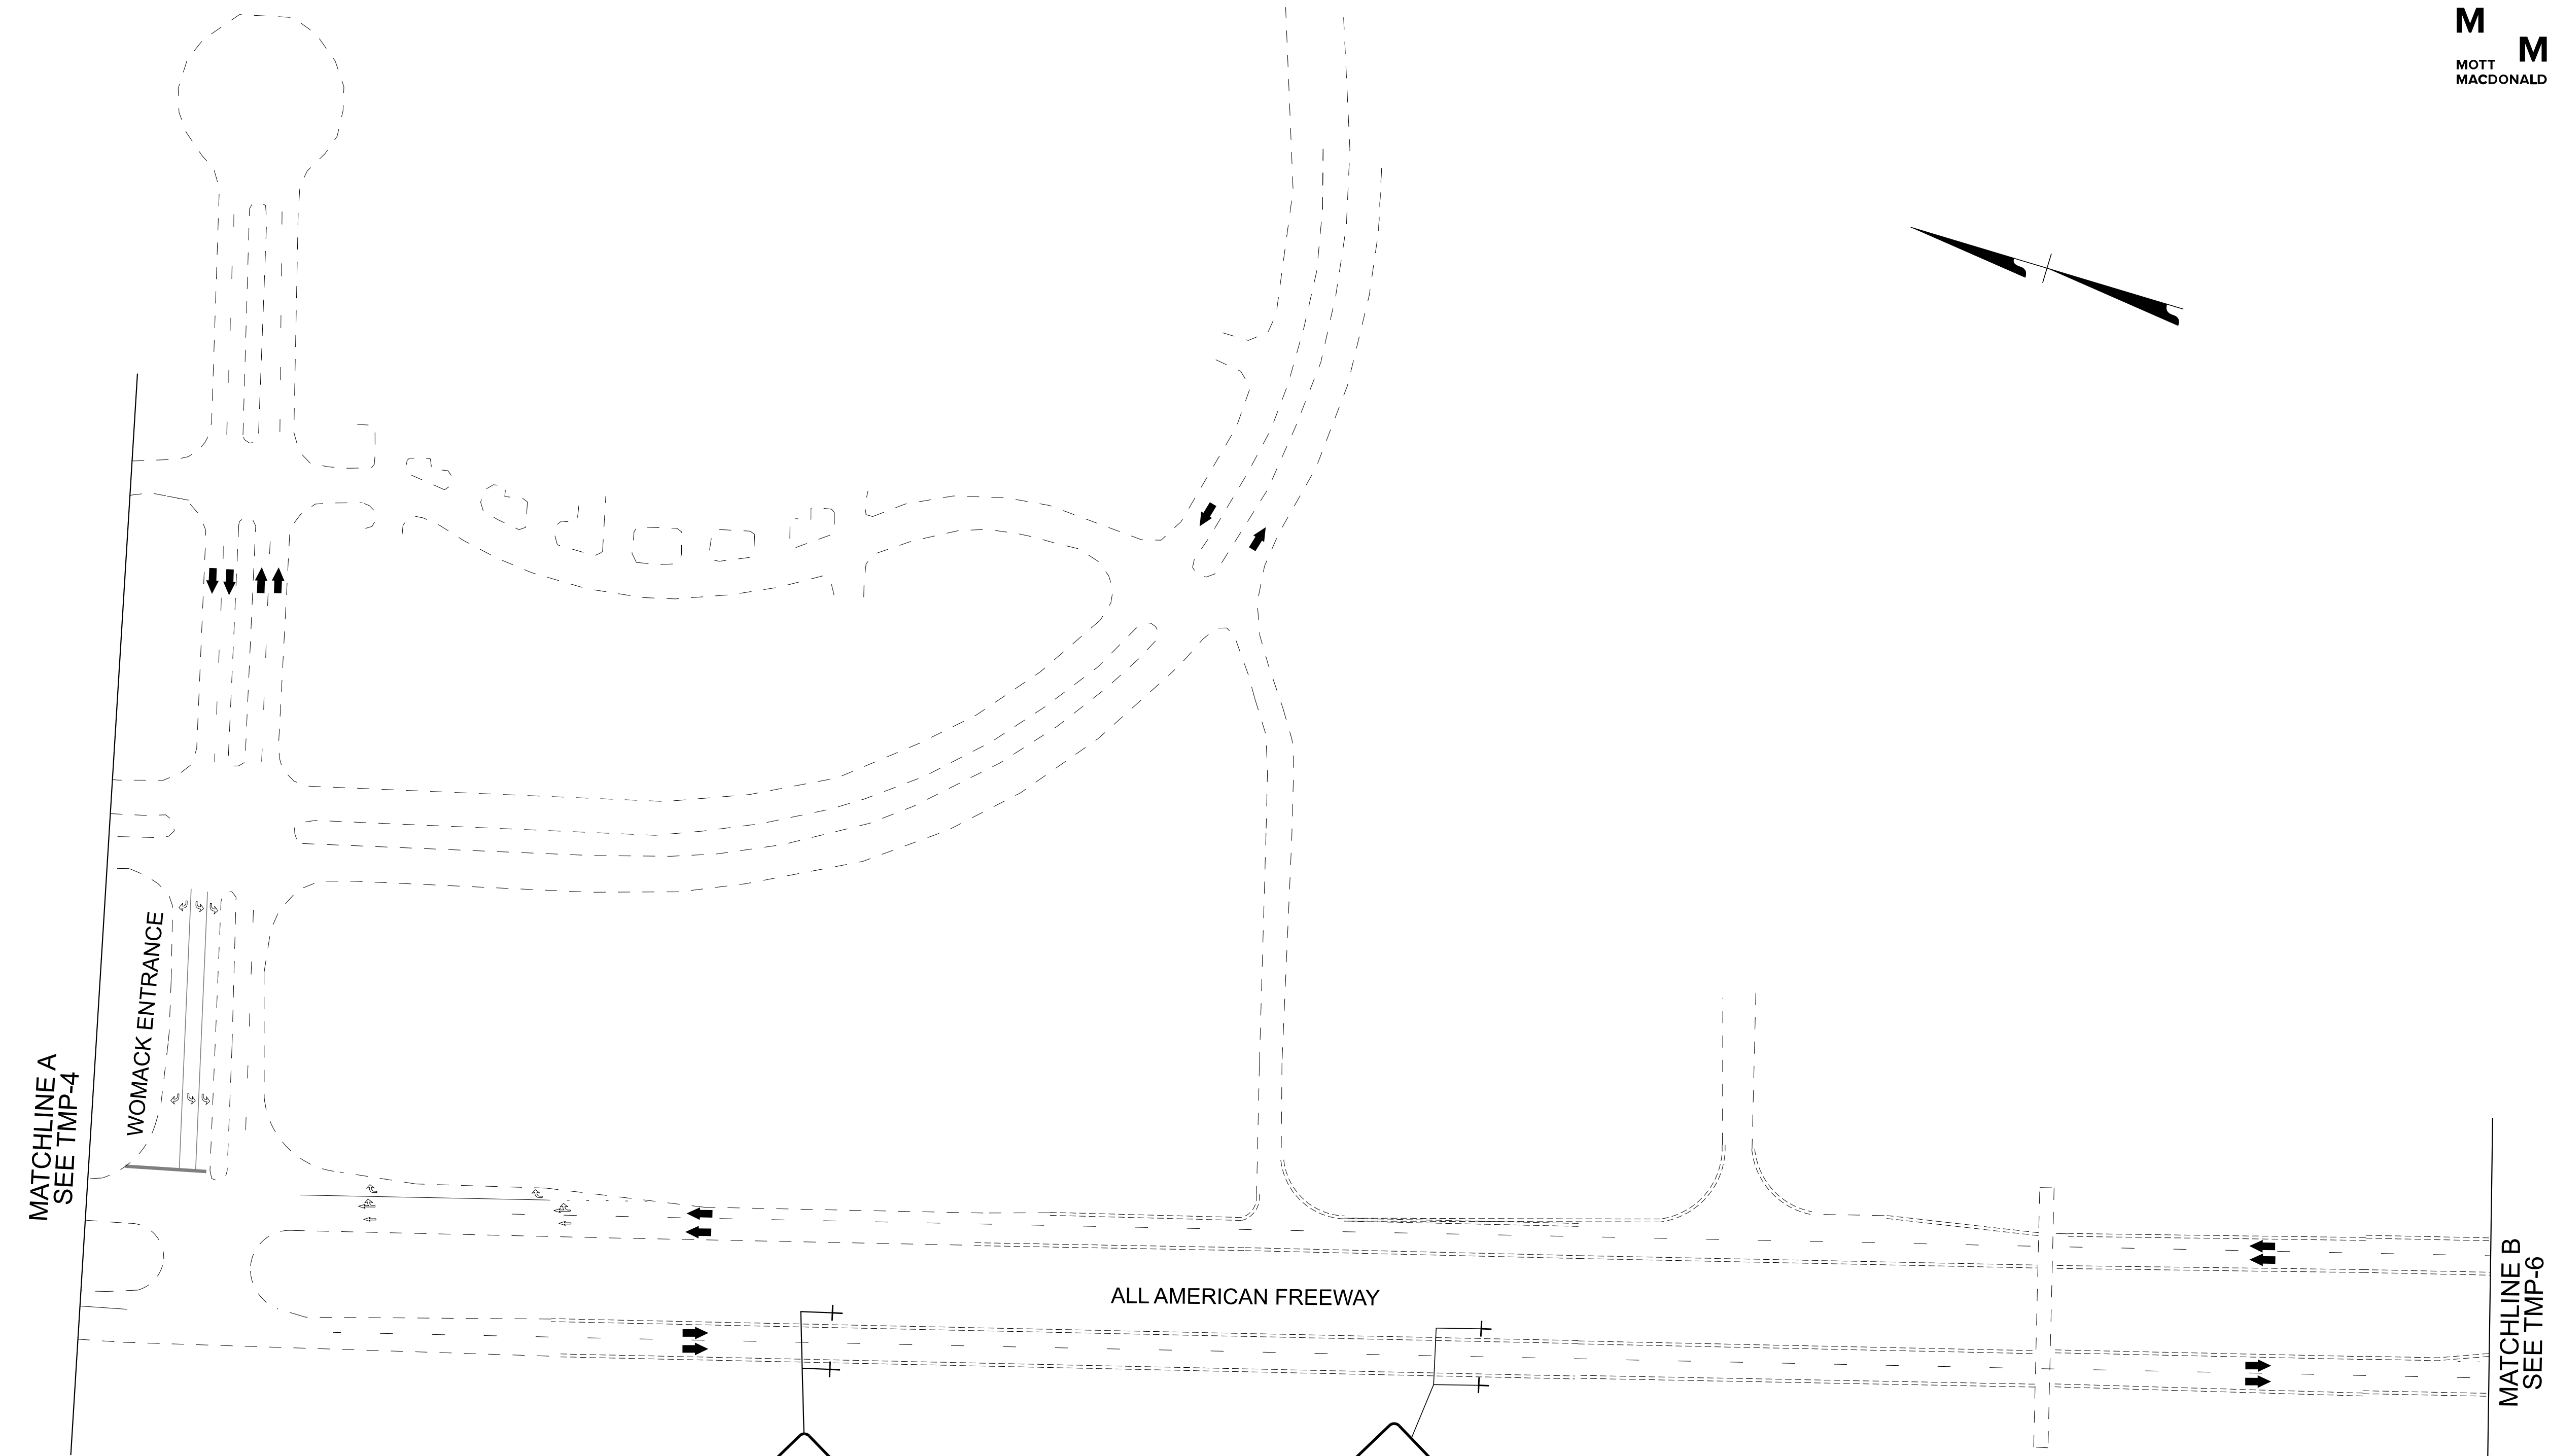 M
M
MOTT
MACDONALD
WOMACK ENTRANCE
MATCHLINE A
SEE TMP-4
ALL AMERICAN FREEWAY
MATCHLINE B
SEE TMP-6